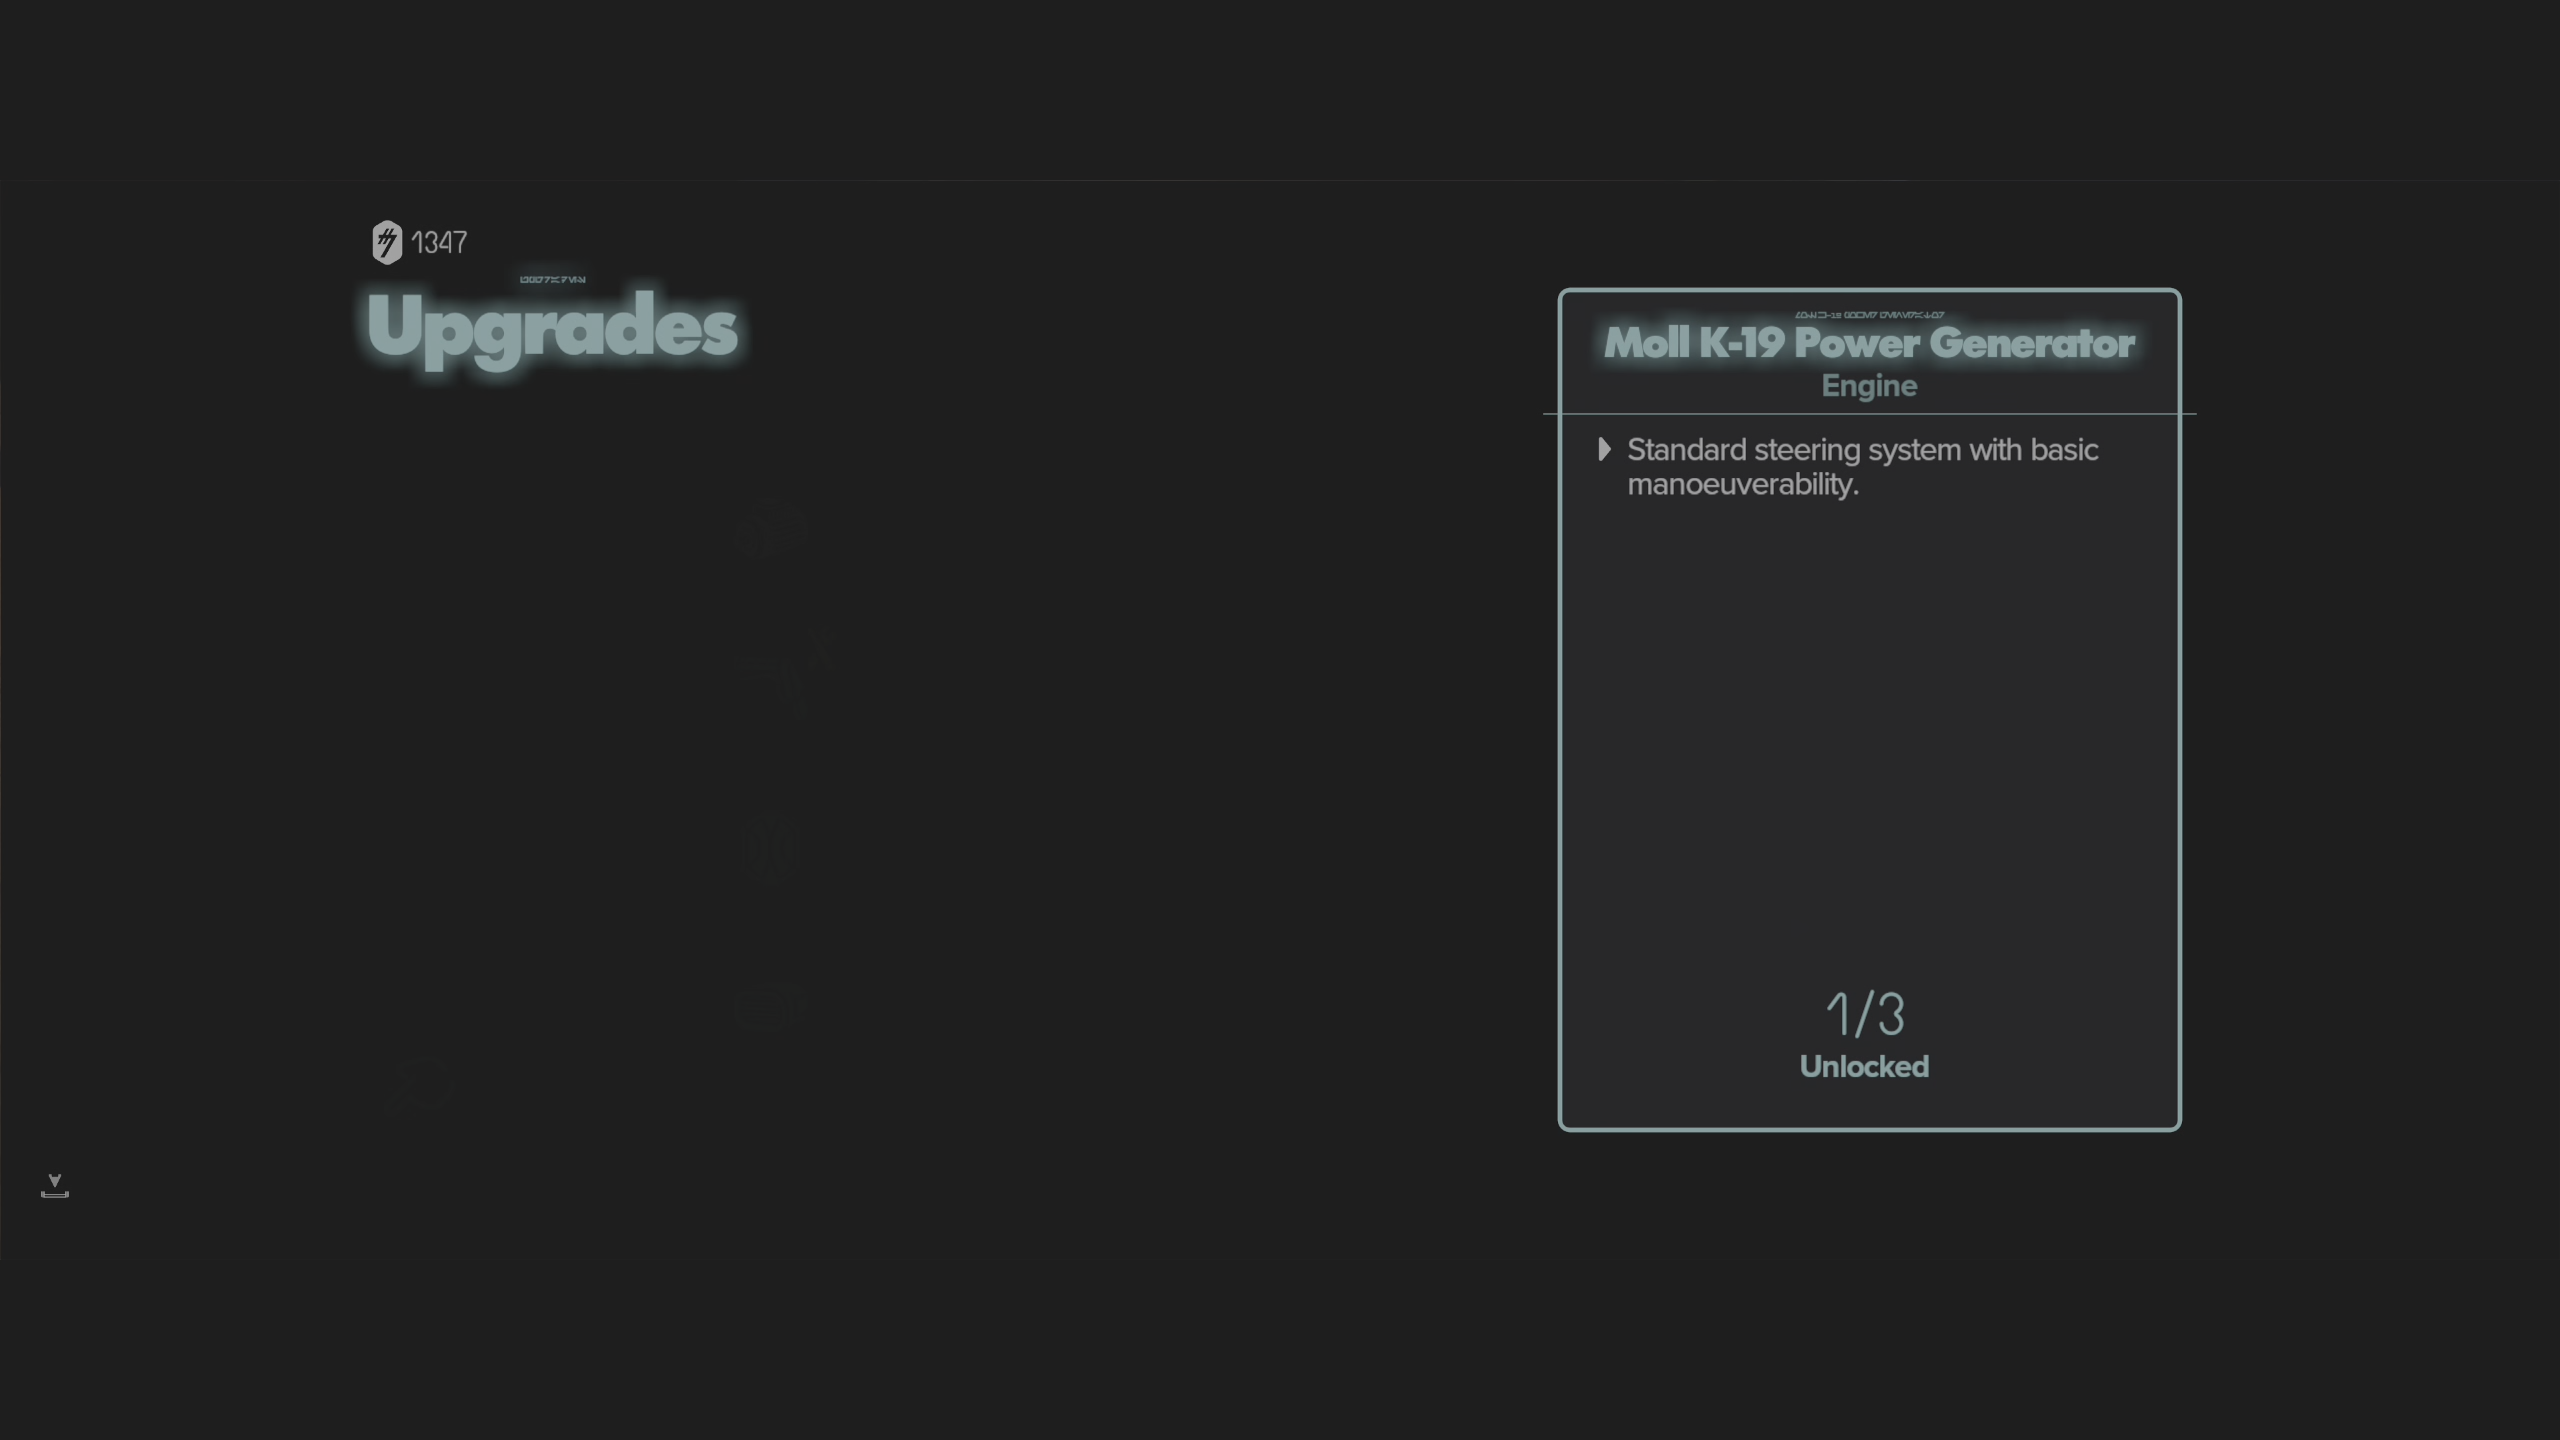 1347
Upgrades
Moll K-19 Power Generator
Engine
Standard steering system with basic
manoeuverability.
1/3
Unlocked